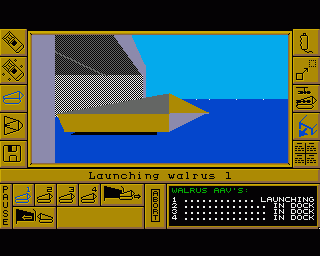 Launching walrus 1
PAUSE
1 2 3 4
ABORT
WALRUS AAV'S:
1 ............ LAUNCHING
2 .............. IN DOCK
3 .............. IN DOCK
4 .............. IN DOCK